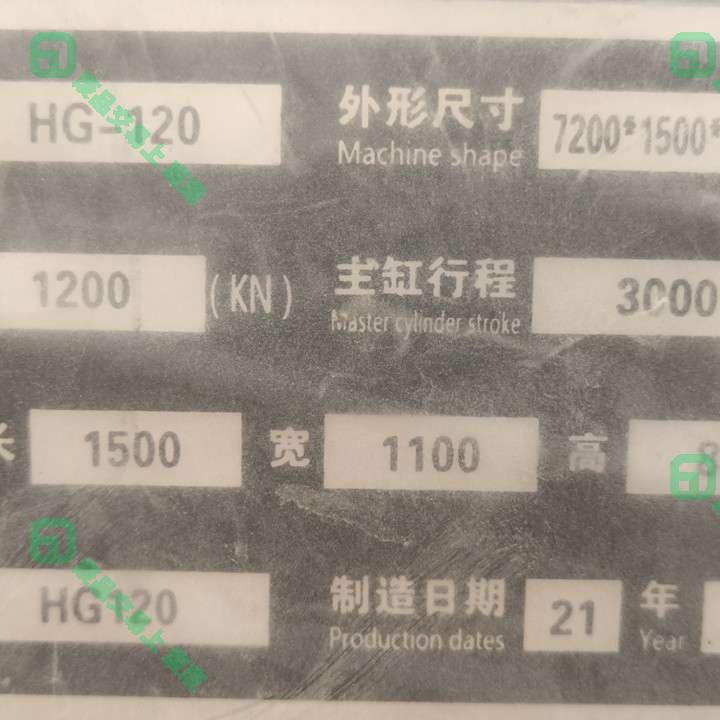 HG-120 外形尺寸 7200*1500*
Machine shape
1200 (KN) 主缸行程 3000
Master cylinder stroke
长 1500 宽 1100 高
HG120 制造日期 21 年
Production dates Year